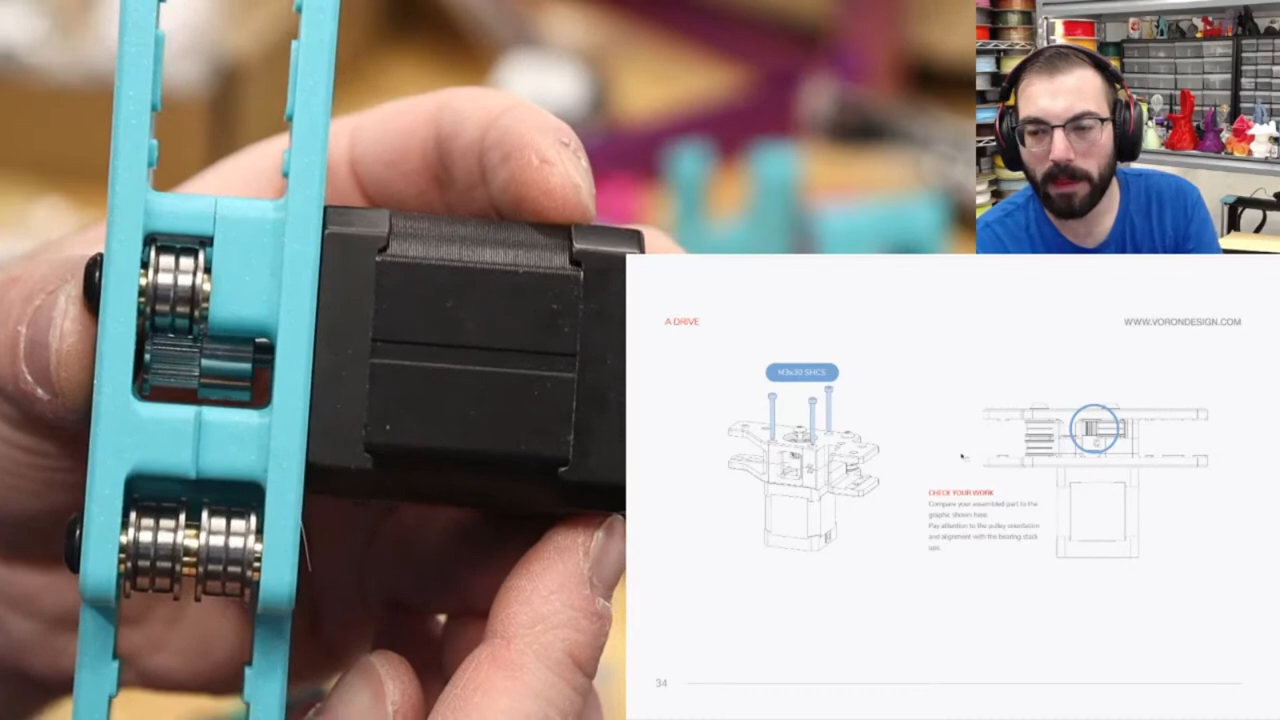 A DRIVE
WWW.VORONDESIGN.COM
M3x30 SHCS
CHECK YOUR WORK
Compare your assembled part to the
graphic shown here.
Pay attention to the pulley orientation
and alignment with the bearing stack
ups.
34